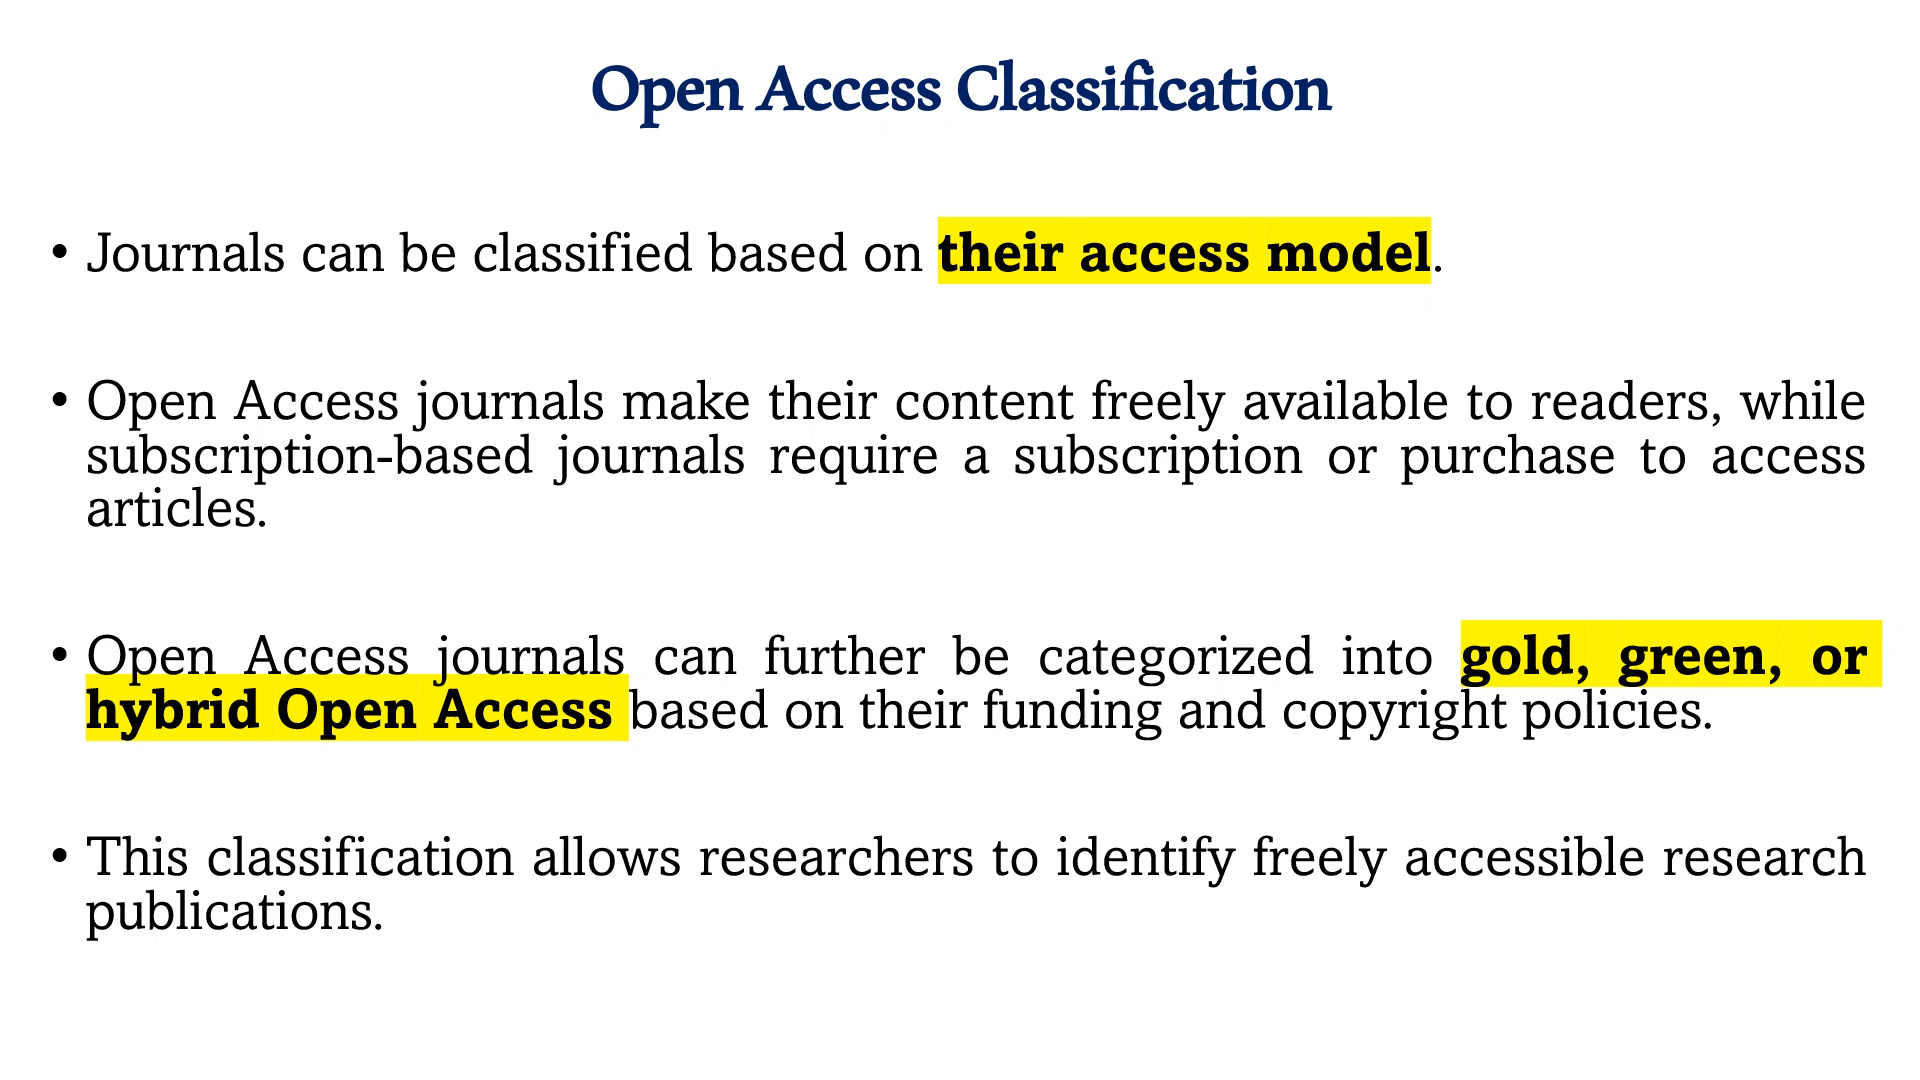 Open Access Classification
• Journals can be classified based on their access model.
• Open Access journals make their content freely available to readers, while
subscription-based journals require a subscription or purchase to access
articles.
• Open Access journals can further be categorized into gold, green, or
hybrid Open Access based on their funding and copyright policies.
• This classification allows researchers to identify freely accessible research
publications.